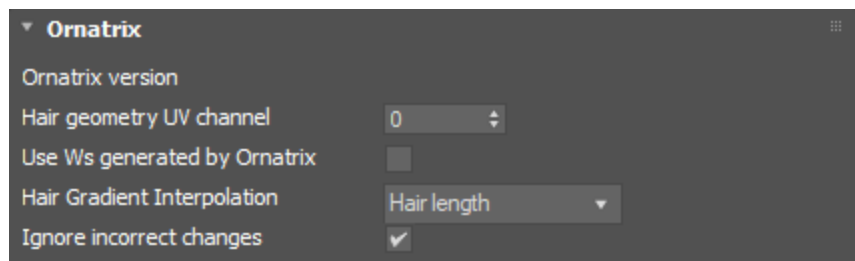 Ornatrix
Ornatrix version
Hair geometry UV channel 0
Use Ws generated by Ornatrix
Hair Gradient Interpolation Hair length
Ignore incorrect changes